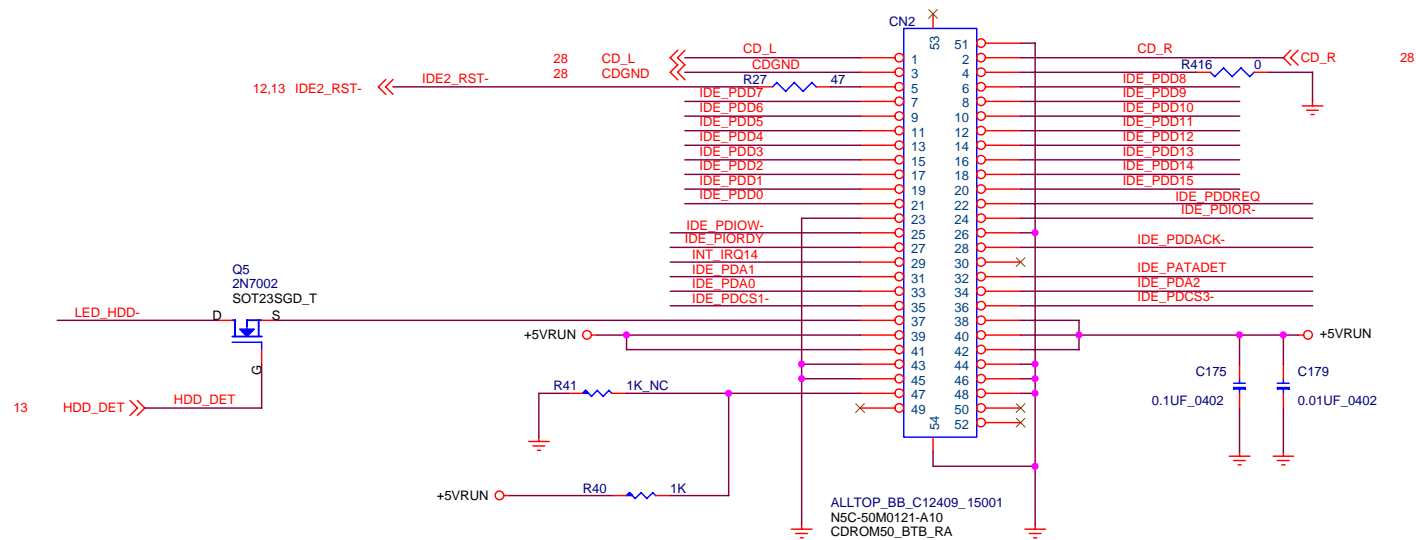 CN2
53
51
28 CD_L CD_L 1 2 CD_R CD_R 28
28 CDGND CDGND 3 4 R416 0
12,13 IDE2_RST- IDE2_RST- R27 47 5 6 IDE_PDD8
IDE_PDD7 7 8 IDE_PDD9
IDE_PDD6 9 10 IDE_PDD10
IDE_PDD5 11 12 IDE_PDD11
IDE_PDD4 13 14 IDE_PDD12
IDE_PDD3 15 16 IDE_PDD13
IDE_PDD2 17 18 IDE_PDD14
IDE_PDD1 19 20 IDE_PDD15
IDE_PDD0 21 22 IDE_PDDREQ
23 24 IDE_PDIOR-
IDE_PDIOW- 25 26
IDE_PIORDY 27 28 IDE_PDDACK-
INT_IRQ14 29 30
IDE_PDA1 31 32 IDE_PATADET
IDE_PDA0 33 34 IDE_PDA2
IDE_PDCS1- 35 36 IDE_PDCS3-
Q5
2N7002
SOT23SGD_T
LED_HDD- D S 37 38
G
+5VRUN 39 40 +5VRUN
41 42
43 44
45 46
R41 1K_NC 47 48
49 50
54 52
C175
0.1UF_0402
C179
0.01UF_0402
13 HDD_DET HDD_DET
+5VRUN R40 1K
ALLTOP_BB_C12409_15001
N5C-50M0121-A10
CDROM50_BTB_RA